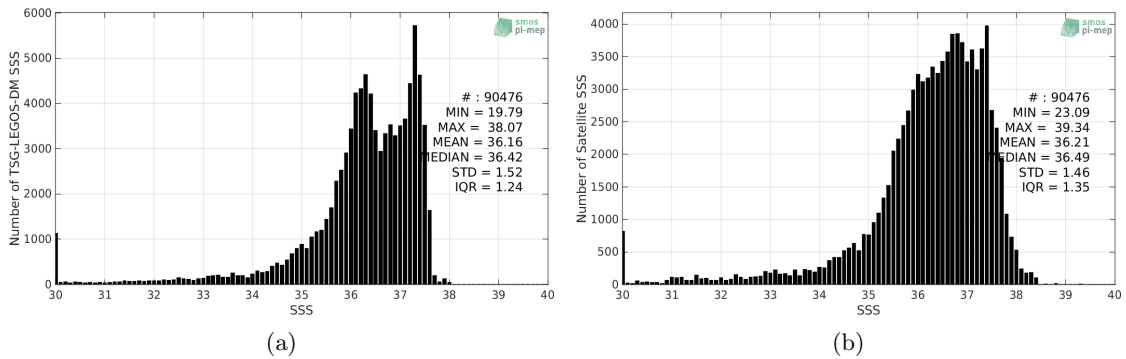 6000
5000
4000
3000
2000
1000
0
Number of TSG-LEGOS-DM SSS
smos
pi-mep
# : 90476
MIN = 19.79
MAX = 38.07
MEAN = 36.16
MEDIAN = 36.42
STD = 1.52
IQR = 1.24
30 31 32 33 34 35 36 37 38 39 40
SSS
(a)
4000
3500
3000
2500
2000
1500
1000
500
0
Number of Satellite SSS
smos
pi-mep
# : 90476
MIN = 23.09
MAX = 39.34
MEAN = 36.21
MEDIAN = 36.49
STD = 1.46
IQR = 1.35
30 31 32 33 34 35 36 37 38 39 40
SSS
(b)